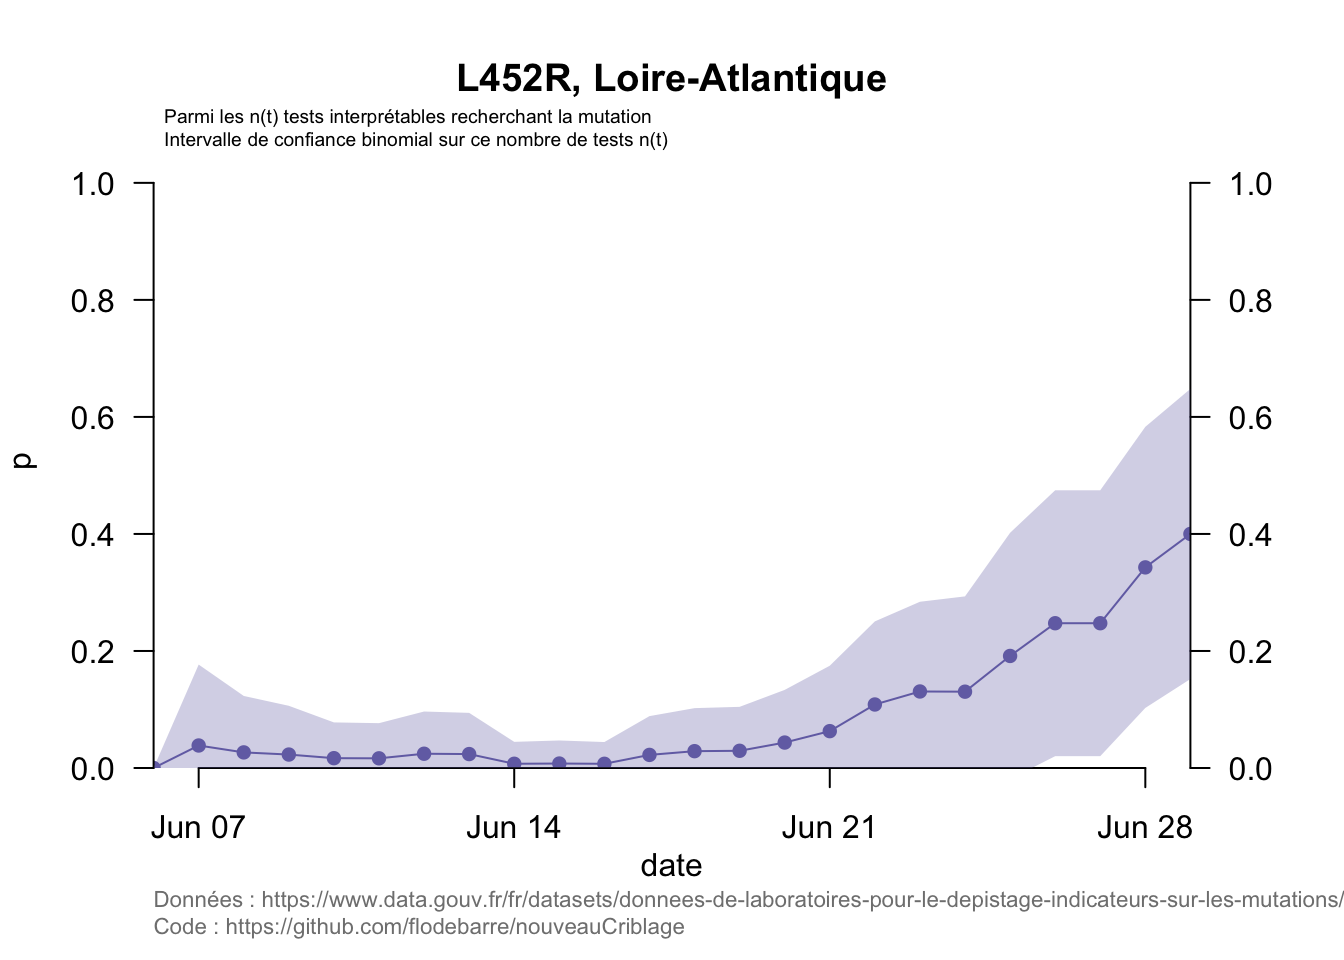 L452R, Loire-Atlantique
Parmi les n(t) tests interprétables recherchant la mutation
Intervalle de confiance binomial sur ce nombre de tests n(t)
1.0 1.0
0.8 0.8
0.6 0.6
p
0.4 0.4
0.2 0.2
0.0 0.0
Jun 07 Jun 14 Jun 21 Jun 28
date
Données : https://www.data.gouv.fr/fr/datasets/donnees-de-laboratoires-pour-le-depistage-indicateurs-sur-les-mutations/
Code : https://github.com/flodebarre/nouveauCriblage